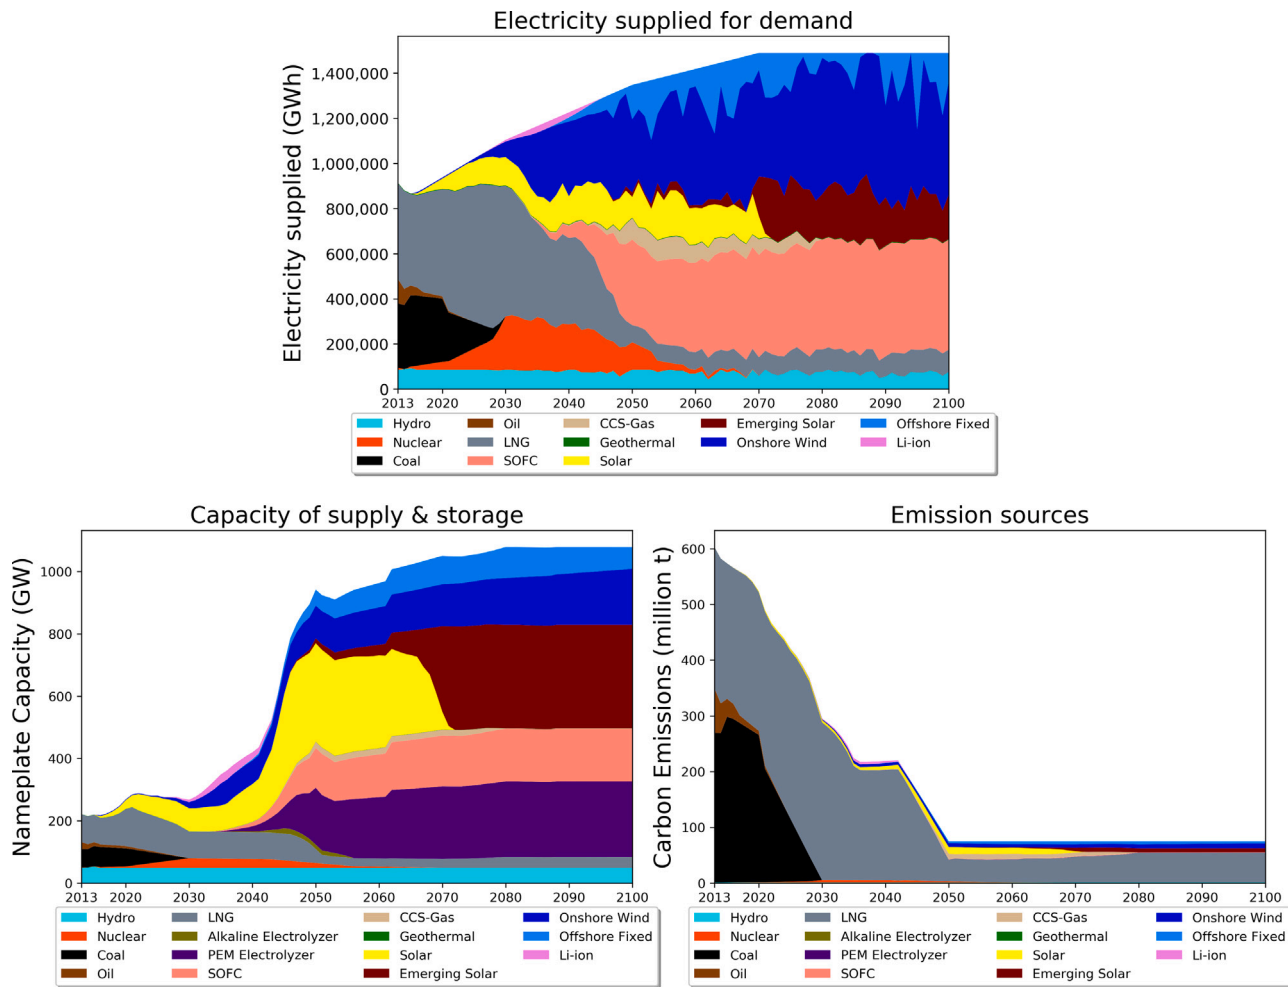 Electricity supplied for demand
Electricity supplied (GWh)
1,400,000
1,200,000
1,000,000
800,000
600,000
400,000
200,000
0
2013 2020 2030 2040 2050 2060 2070 2080 2090 2100
Hydro Oil CCS-Gas Emerging Solar Offshore Fixed
Nuclear LNG Geothermal Onshore Wind Li-ion
Coal SOFC Solar
Capacity of supply & storage
Nameplate Capacity (GW)
1000
800
600
400
200
0
2013 2020 2030 2040 2050 2060 2070 2080 2090 2100
Hydro LNG CCS-Gas Onshore Wind
Nuclear Alkaline Electrolyzer Geothermal Offshore Fixed
Coal PEM Electrolyzer Solar Li-ion
Oil SOFC Emerging Solar
Emission sources
Carbon Emissions (million t)
600
500
400
300
200
100
0
2013 2020 2030 2040 2050 2060 2070 2080 2090 2100
Hydro LNG CCS-Gas Onshore Wind
Nuclear Alkaline Electrolyzer Geothermal Offshore Fixed
Coal PEM Electrolyzer Solar Li-ion
Oil SOFC Emerging Solar